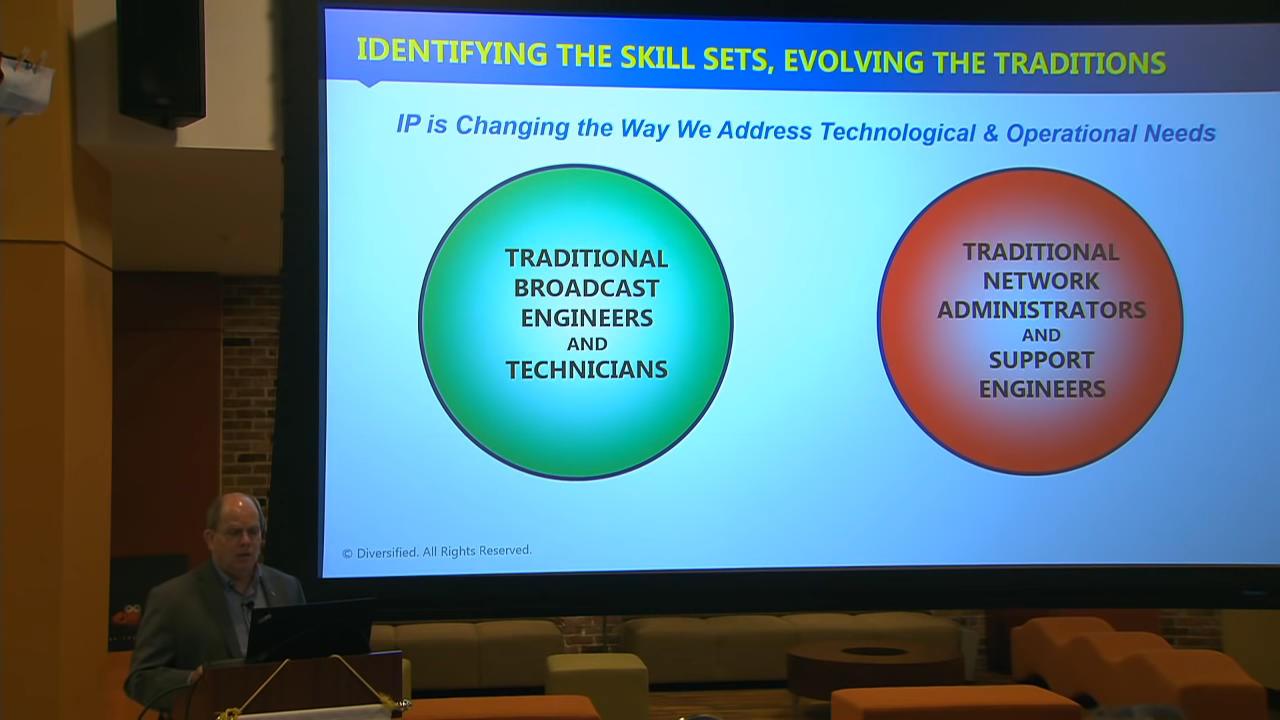 IDENTIFYING THE SKILL SETS, EVOLVING THE TRADITIONS
IP is Changing the Way We Address Technological & Operational Needs
TRADITIONAL
BROADCAST
ENGINEERS
AND
TECHNICIANS
TRADITIONAL
NETWORK
ADMINISTRATORS
AND
SUPPORT
ENGINEERS
© Diversified. All Rights Reserved.